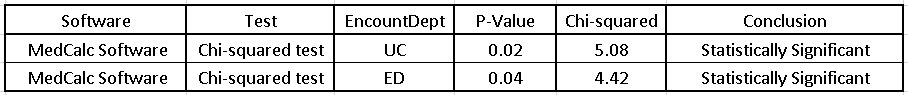 Software Test EncountDept P-Value Chi-squared Conclusion
MedCalc Software Chi-squared test UC 0.02 5.08 Statistically Significant
MedCalc Software Chi-squared test ED 0.04 4.42 Statistically Significant